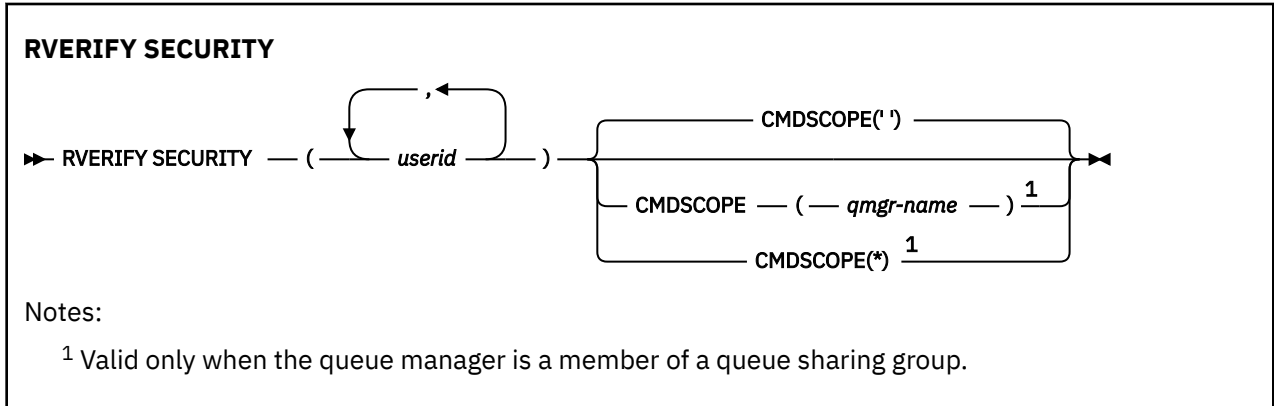 RVERIFY SECURITY
,
CMDSCOPE(' ')
RVERIFY SECURITY ( userid )
CMDSCOPE ( qmgr-name ) 1
CMDSCOPE(*) 1
Notes:
1 Valid only when the queue manager is a member of a queue sharing group.